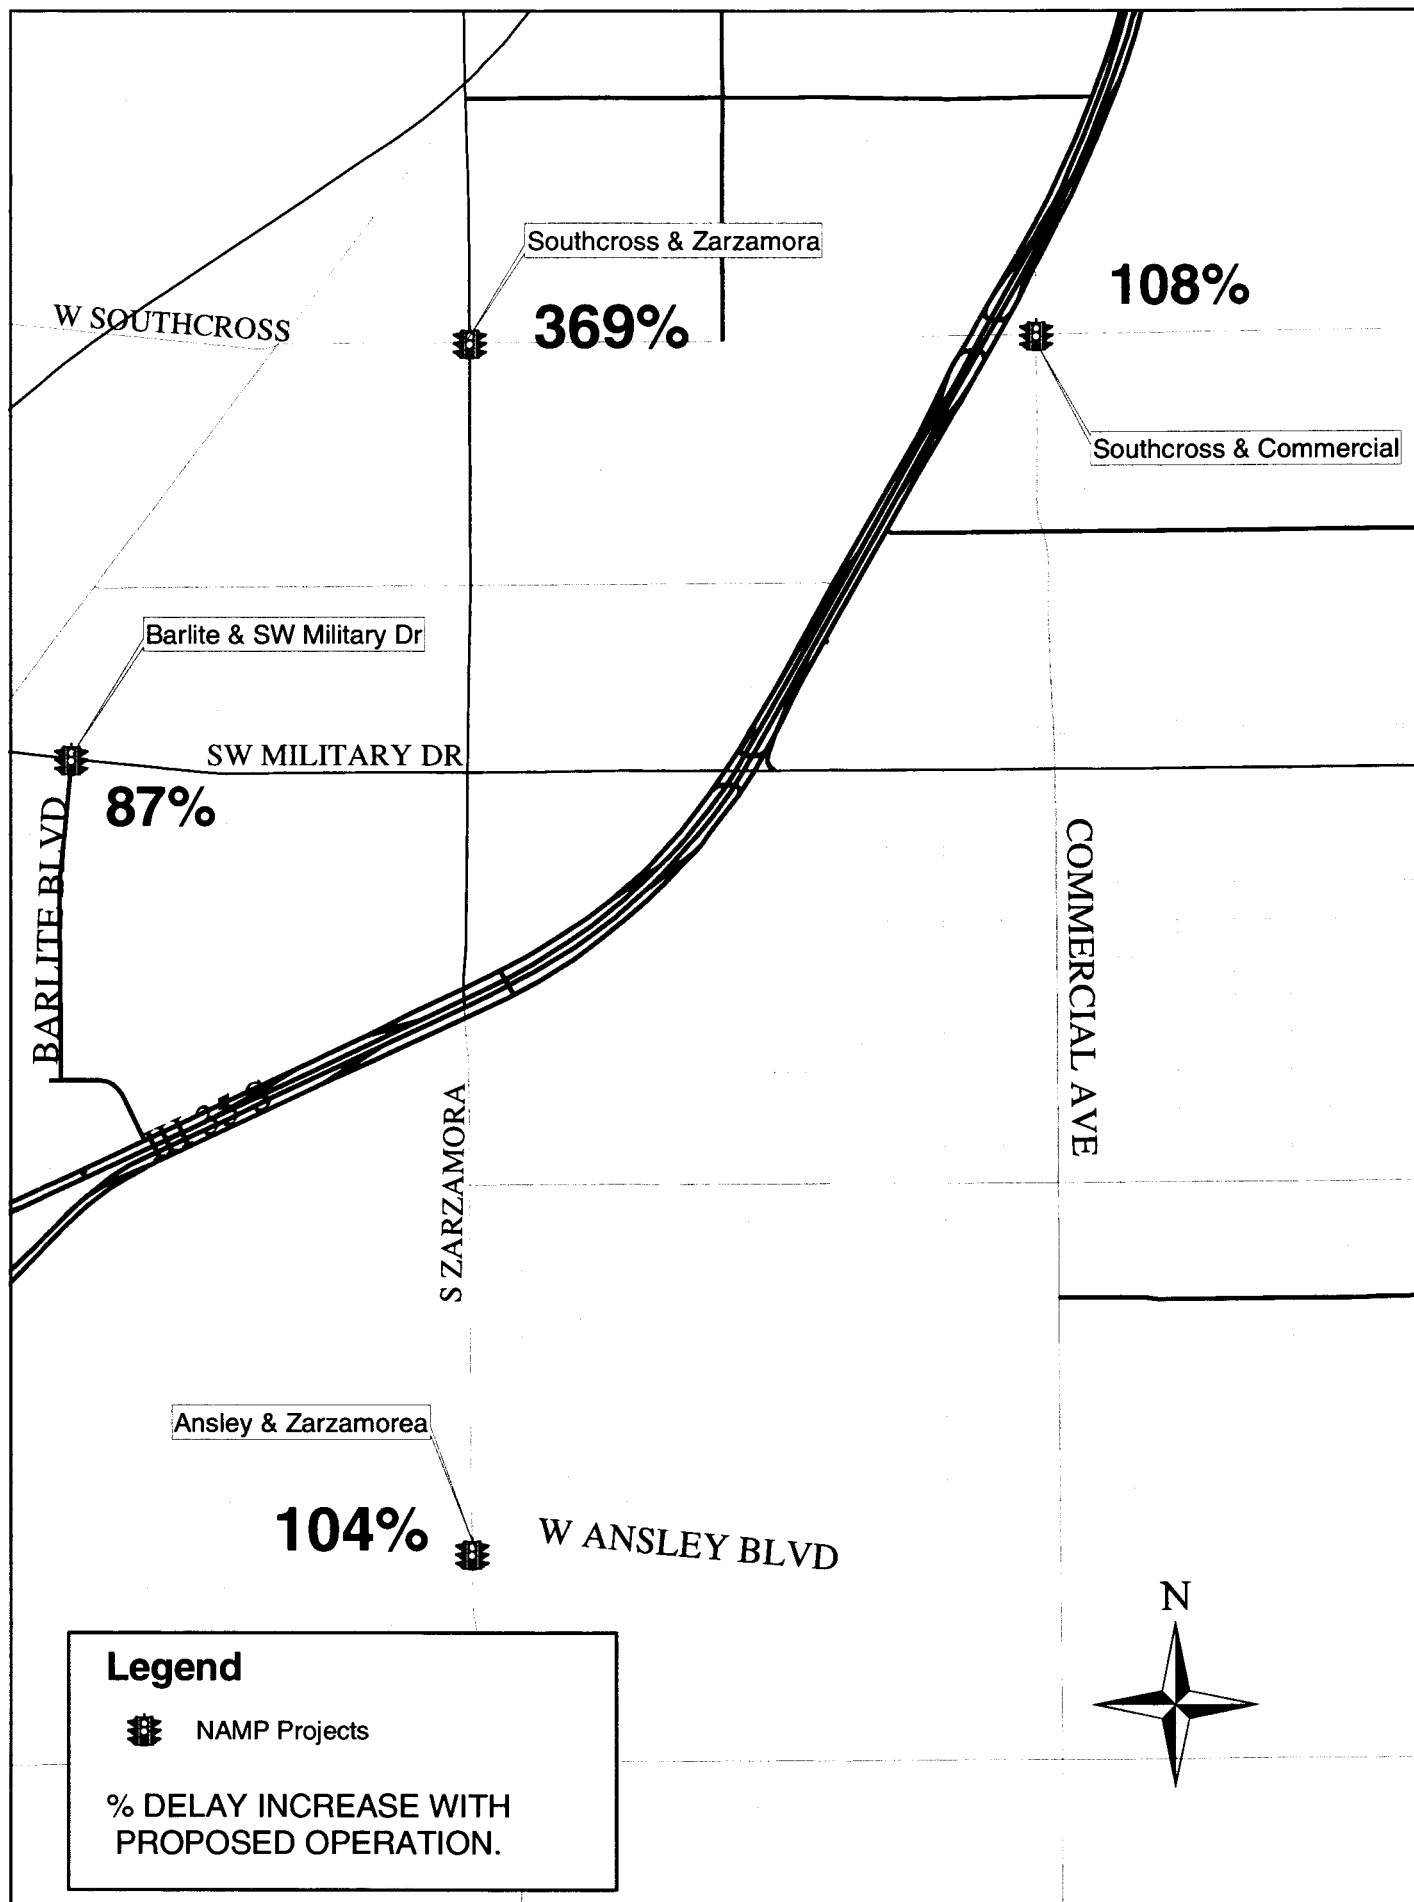 Southcross & Zarzamora
108%
W SOUTHCROSS
369%
Southcross & Commercial
Barlite & SW Military Dr
SW MILITARY DR
87%
BARLITE BLVD
COMMERCIAL AVE
IH 35 S
S ZARZAMORA
Ansley & Zarzamorea
104%
W ANSLEY BLVD
N
Legend
NAMP Projects
% DELAY INCREASE WITH
PROPOSED OPERATION.